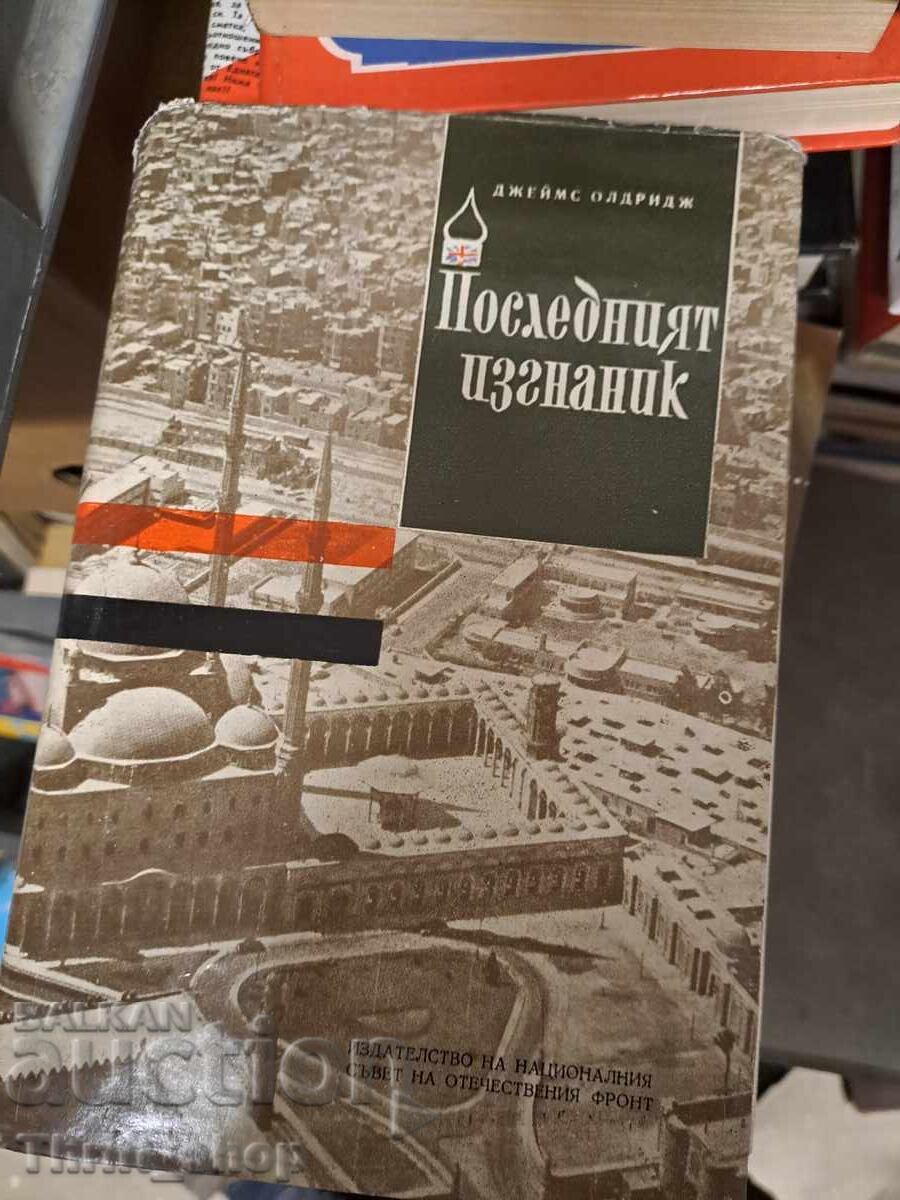 ДЖЕЙМС ОЛДРИДЖ
Последният
изгнаник
ИЗДАТЕЛСТВО НА НАЦИОНАЛНИЯ
СЪВЕТ НА ОТЕЧЕСТВЕНИЯ ФРОНТ
BALKAN
auction